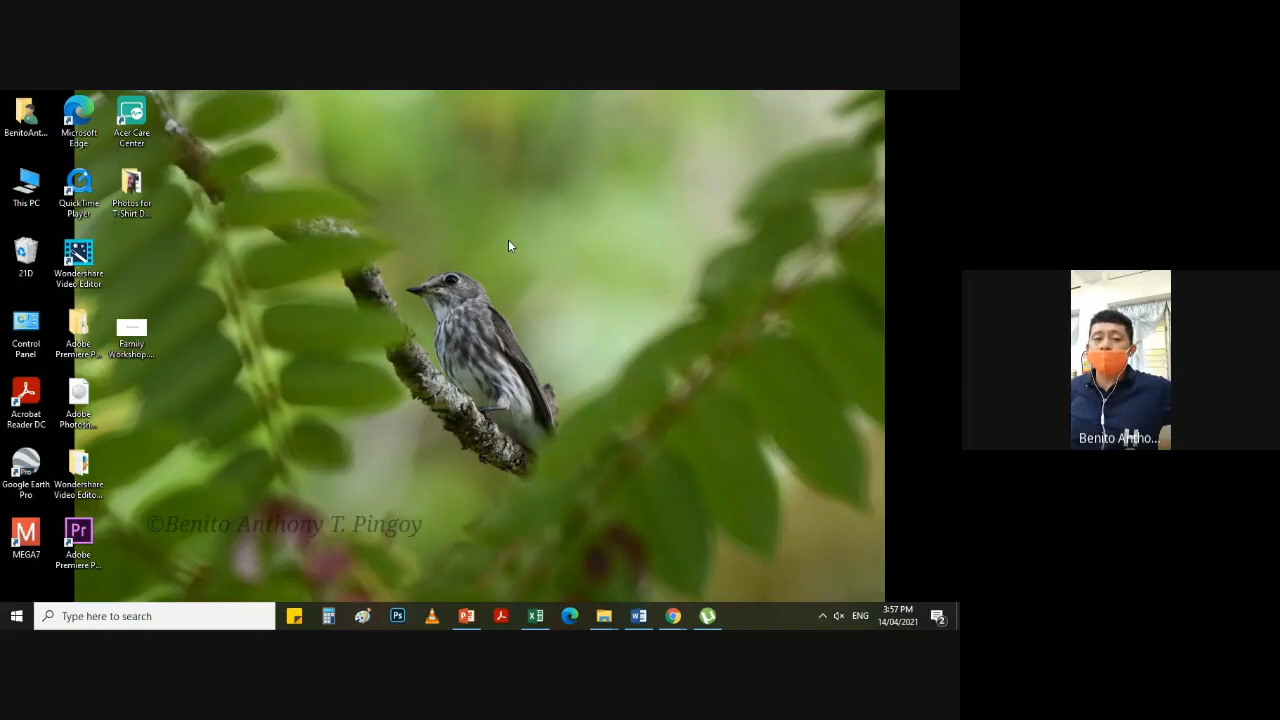 BenitoAnt...
Microsoft
Edge
Acer Care
Center
This PC
QuickTime
Player
Photos for
T-Shirt D...
21D
Wondershare
Video Editor
Control
Panel
Adobe
Premiere P...
Family
Workshop....
Acrobat
Reader DC
Adobe
Photosh...
Google Earth
Pro
Wondershare
Video Edito...
MEGA7
Adobe
Premiere P...
©Benito Anthony T. Pingoy
Benito Antho...
Type here to search
ENG
3:57 PM
14/04/2021
2